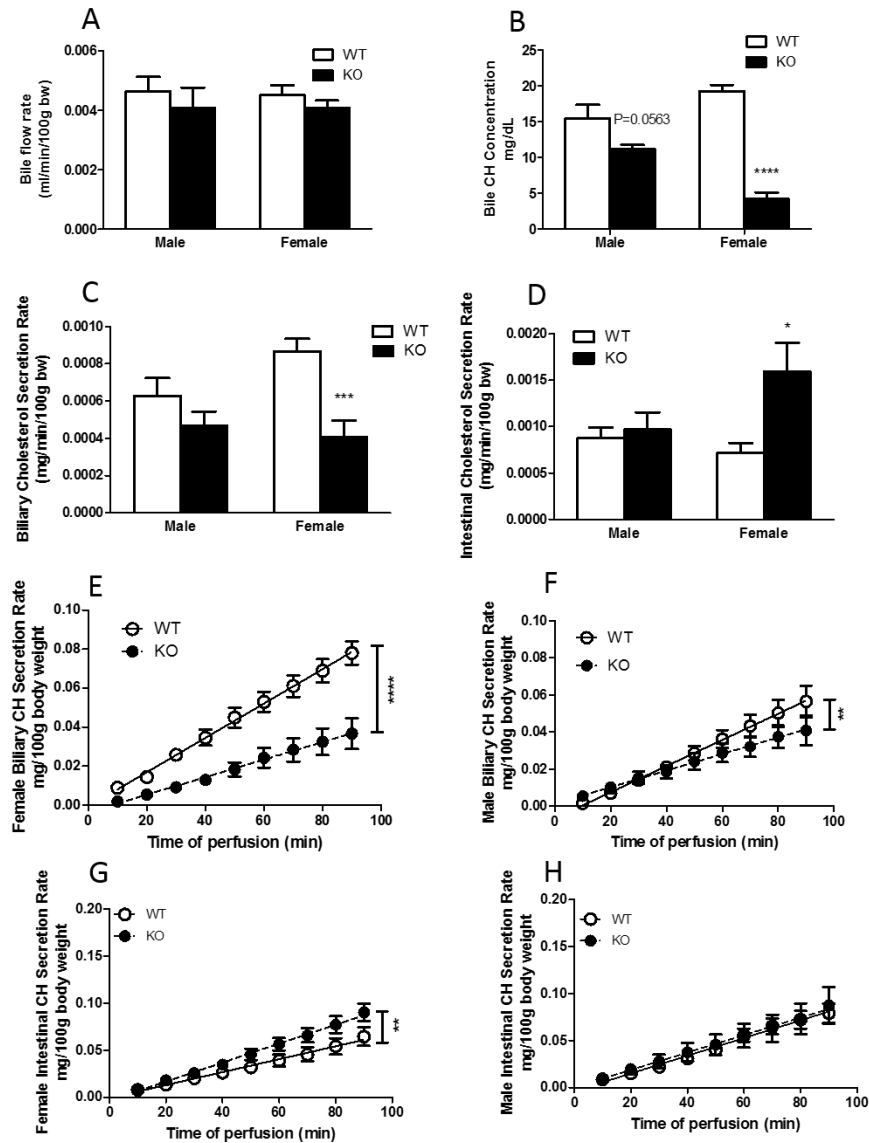 A
Bile flow rate
(ml/min/100g bw)
0.006
0.004
0.002
0.000
WT
KO
Male
Female
B
Bile CH Concentration
mg/dL
25
20
15
10
5
0
WT
KO
P=0.0563
****
Male
Female
C
Biliary Cholesterol Secretion Rate
(mg/min/100g bw)
0.0010
0.0008
0.0006
0.0004
0.0002
0.0000
WT
KO
***
Male
Female
D
Intestinal Cholesterol Secretion Rate
(mg/min/100g bw)
0.0020
0.0015
0.0010
0.0005
0.0000
WT
KO
*
Male
Female
E
Female Biliary CH Secretion Rate
mg/100g body weight
0.10
0.08
0.06
0.04
0.02
0.00
WT
KO
****
0 20 40 60 80 100
Time of perfusion (min)
F
Male Biliary CH Secretion Rate
mg/100g body weight
0.10
0.08
0.06
0.04
0.02
0.00
WT
KO
**
0 20 40 60 80 100
Time of perfusion (min)
G
Female Intestinal CH Secretion Rate
mg/100g body weight
0.20
0.15
0.10
0.05
0.00
WT
KO
**
0 20 40 60 80 100
Time of perfusion (min)
H
Male Intestinal CH Secretion Rate
mg/100g body weight
0.20
0.15
0.10
0.05
0.00
WT
KO
0 20 40 60 80 100
Time of perfusion (min)